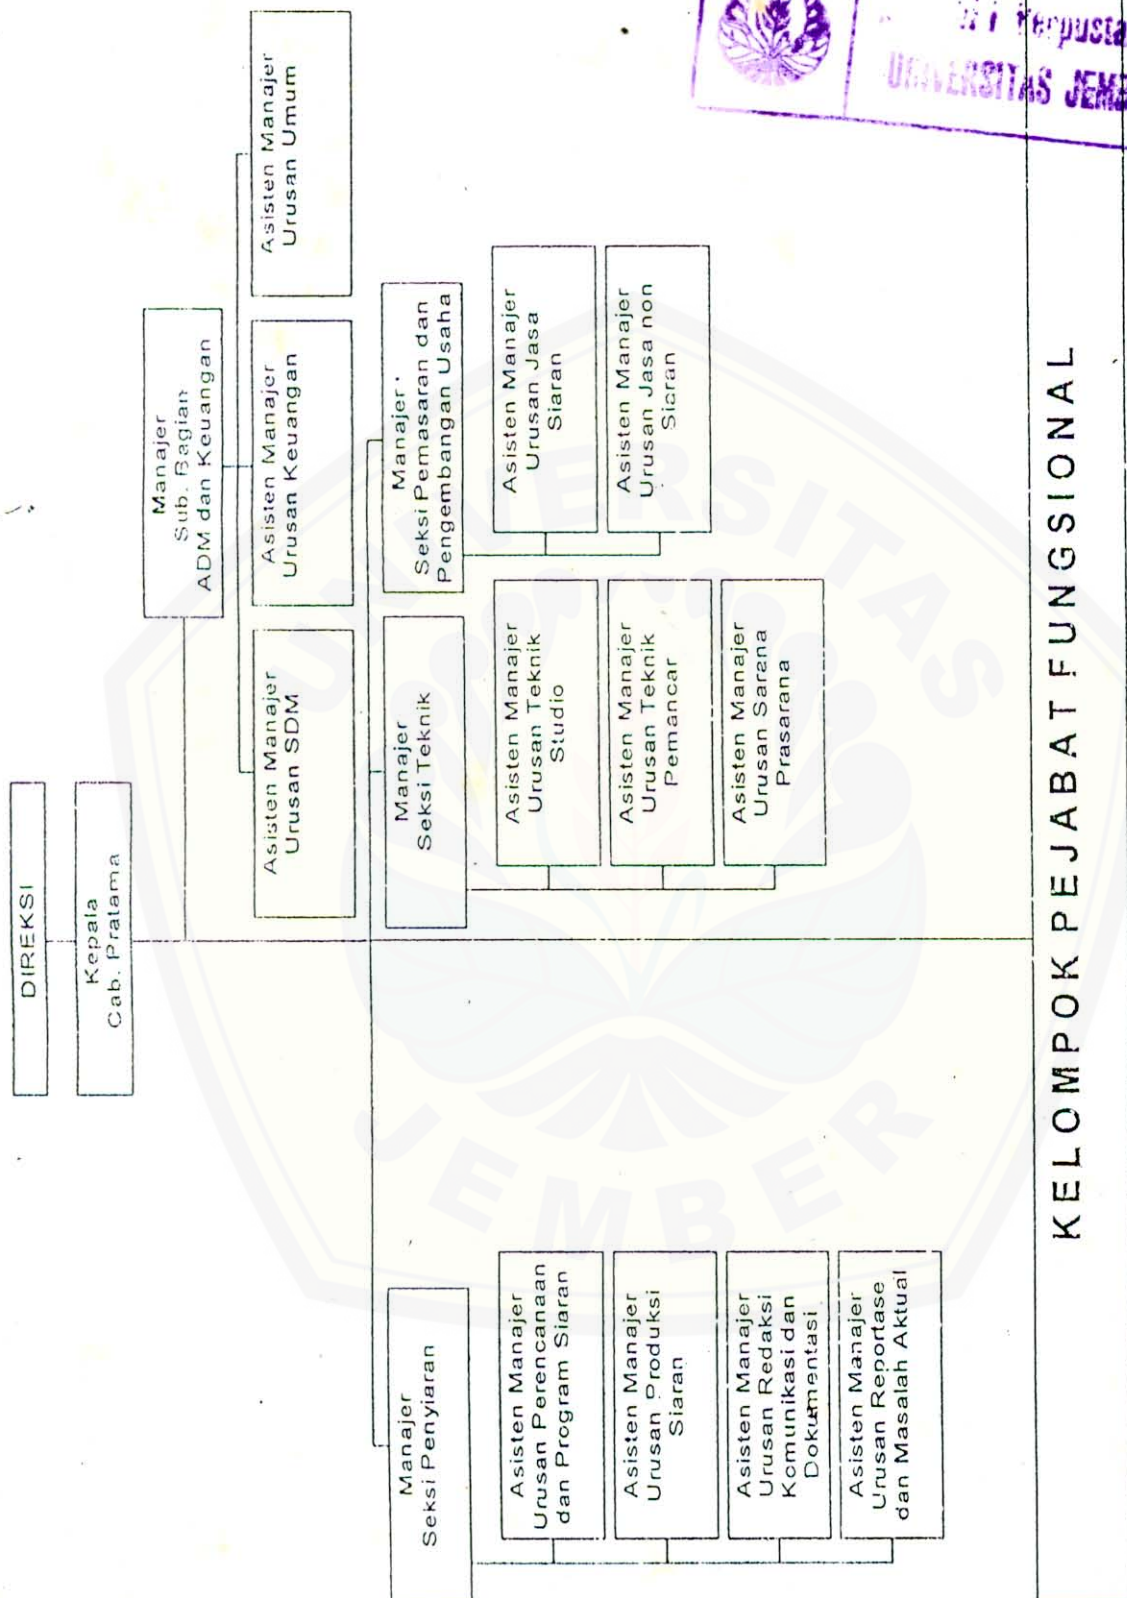 DIREKSI
Kepala
Cab. Pratama
Manajer
Sub. Bagian
ADM dan Keuangan
Asisten Manajer
Urusan SDM
Asisten Manajer
Urusan Keuangan
Asisten Manajer
Urusan Umum
Manajer
Seksi Penyiaran
Asisten Manajer
Urusan Perencanaan
dan Program Siaran
Asisten Manajer
Urusan Produksi
Siaran
Asisten Manajer
Urusan Redaksi
Komunikasi dan
Dokumentasi
Asisten Manajer
Urusan Reportase
dan Masalah Aktual
Manajer
Seksi Teknik
Asisten Manajer
Urusan Teknik
Studio
Asisten Manajer
Urusan Teknik
Pemancar
Asisten Manajer
Urusan Sarana
Prasarana
Manajer
Seksi Pemasaran dan
Pengembangan Usaha
Asisten Manajer
Urusan Jasa
Siaran
Asisten Manajer
Urusan Jasa non
Siaran
KELOMPOK PEJABAT FUNGSIONAL
UNIVERSITAS
JEMBER
UNIVERSITAS